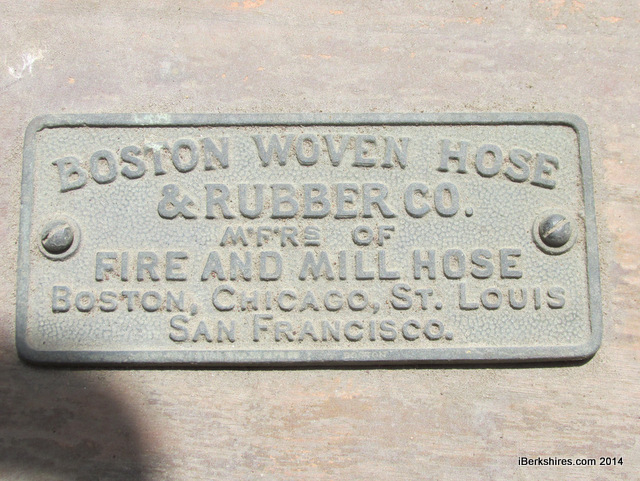 BOSTON WOVEN HOSE
& RUBBER CO.
M'F'RS OF
FIRE AND MILL HOSE
BOSTON, CHICAGO, ST. LOUIS
SAN FRANCISCO.
BOSTON
iBerkshires.com 2014